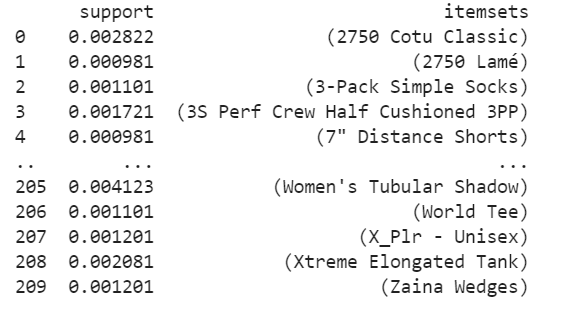 support itemsets
0 0.002822 (2750 Cotu Classic)
1 0.000981 (2750 Lamé)
2 0.001101 (3-Pack Simple Socks)
3 0.001721 (3S Perf Crew Half Cushioned 3PP)
4 0.000981 (7" Distance Shorts)
.. ... ...
205 0.004123 (Women's Tubular Shadow)
206 0.001101 (World Tee)
207 0.001201 (X_Plr - Unisex)
208 0.002081 (Xtreme Elongated Tank)
209 0.001201 (Zaina Wedges)